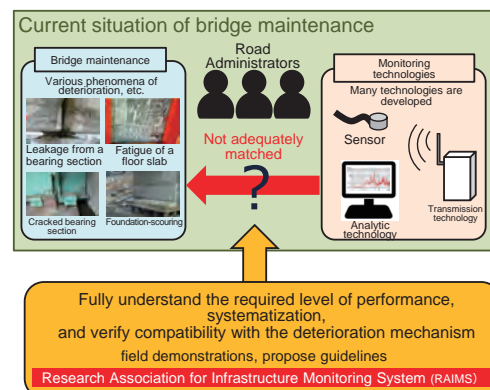 Current situation of bridge maintenance
Bridge maintenance
Various phenomena of
deterioration, etc.
Leakage from a
bearing section
Fatigue of a
floor slab
Cracked bearing
section
Foundation-scouring
Road
Administrators
Not adequately
matched
?
Monitoring
technologies
Many technologies are
developed
Sensor
Analytic
technology
Transmission
technology
Fully understand the required level of performance,
systematization,
and verify compatibility with the deterioration mechanism
field demonstrations, propose guidelines
Research Association for Infrastructure Monitoring System (RAIMS)